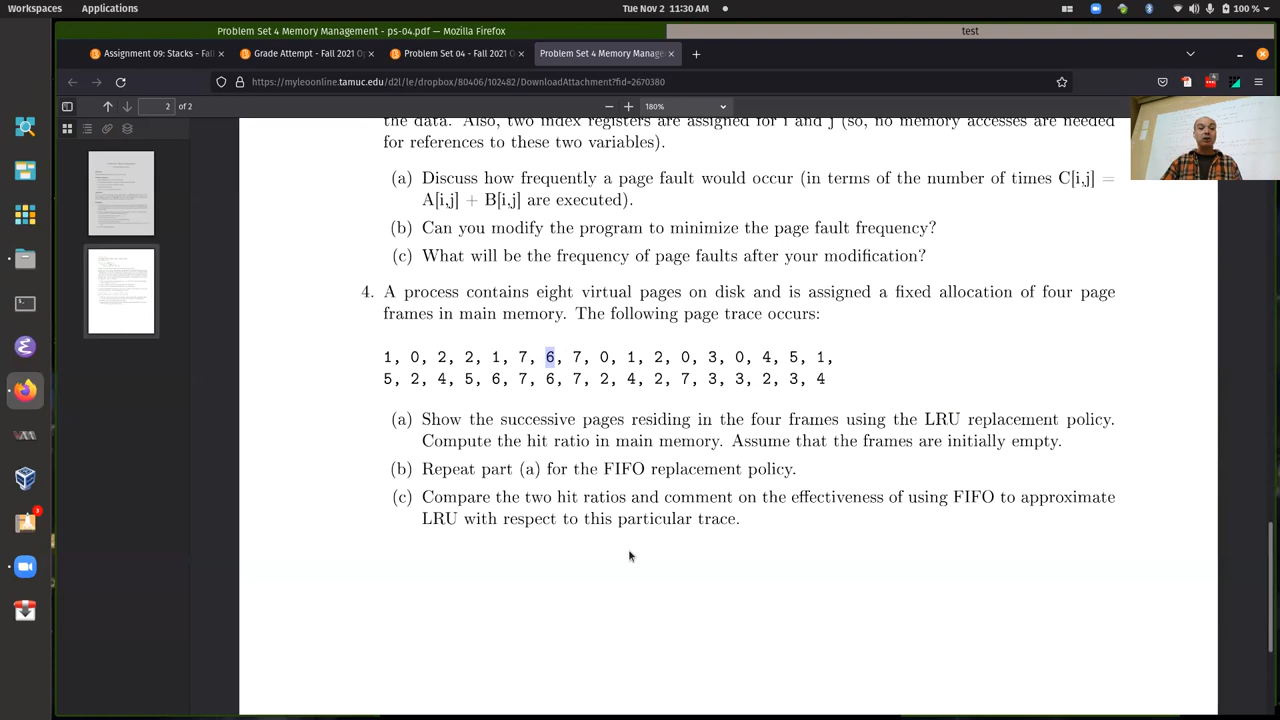 Workspaces Applications Tue Nov 2 11:30 AM 100 %
Problem Set 4 Memory Management - ps-04.pdf — Mozilla Firefox test
Assignment 09: Stacks - Fal Grade Attempt - Fall 2021 O Problem Set 04 - Fall 2021 O Problem Set 4 Memory Manage
https://myleoonline.tamuc.edu/d2l/le/dropbox/80406/102482/DownloadAttachment?fid=2670380
2 of 2 180%
the data. Also, two index registers are assigned for i and j (so, no memory accesses are needed
for references to these two variables).
(a) Discuss how frequently a page fault would occur (in terms of the number of times C[i,j] =
A[i,j] + B[i,j] are executed).
(b) Can you modify the program to minimize the page fault frequency?
(c) What will be the frequency of page faults after your modification?
4. A process contains eight virtual pages on disk and is assigned a fixed allocation of four page
frames in main memory. The following page trace occurs:
1, 0, 2, 2, 1, 7, 6, 7, 0, 1, 2, 0, 3, 0, 4, 5, 1,
5, 2, 4, 5, 6, 7, 6, 7, 2, 4, 2, 7, 3, 3, 2, 3, 4
(a) Show the successive pages residing in the four frames using the LRU replacement policy.
Compute the hit ratio in main memory. Assume that the frames are initially empty.
(b) Repeat part (a) for the FIFO replacement policy.
(c) Compare the two hit ratios and comment on the effectiveness of using FIFO to approximate
LRU with respect to this particular trace.